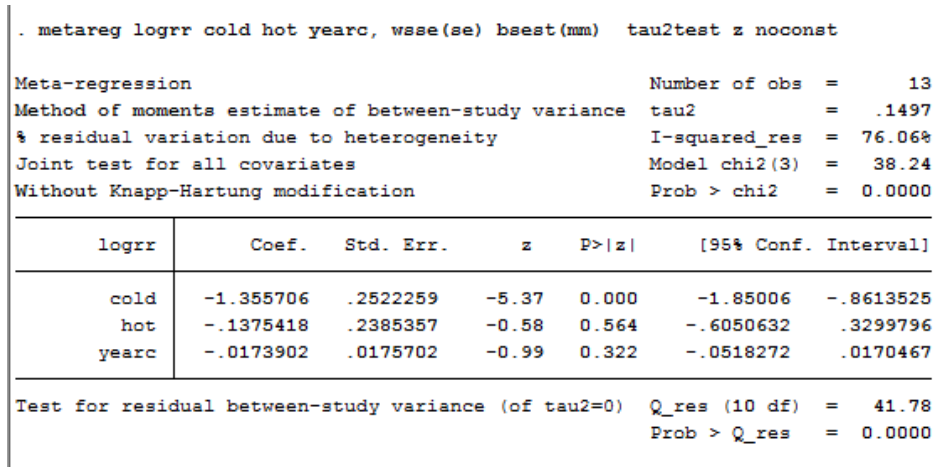 . metareg logrr cold hot yearc, wsse(se) bsest(mm) tau2test z noconst
Meta-regression Number of obs = 13
Method of moments estimate of between-study variance tau2 = .1497
% residual variation due to heterogeneity I-squared_res = 76.06%
Joint test for all covariates Model chi2(3) = 38.24
Without Knapp-Hartung modification Prob > chi2 = 0.0000
logrr Coef. Std. Err. z P>|z| [95% Conf. Interval]
cold -1.355706 .2522259 -5.37 0.000 -1.85006 -.8613525
hot -.1375418 .2385357 -0.58 0.564 -.6050632 .3299796
yearc -.0173902 .0175702 -0.99 0.322 -.0518272 .0170467
Test for residual between-study variance (of tau2=0) Q_res (10 df) = 41.78
Prob > Q_res = 0.0000